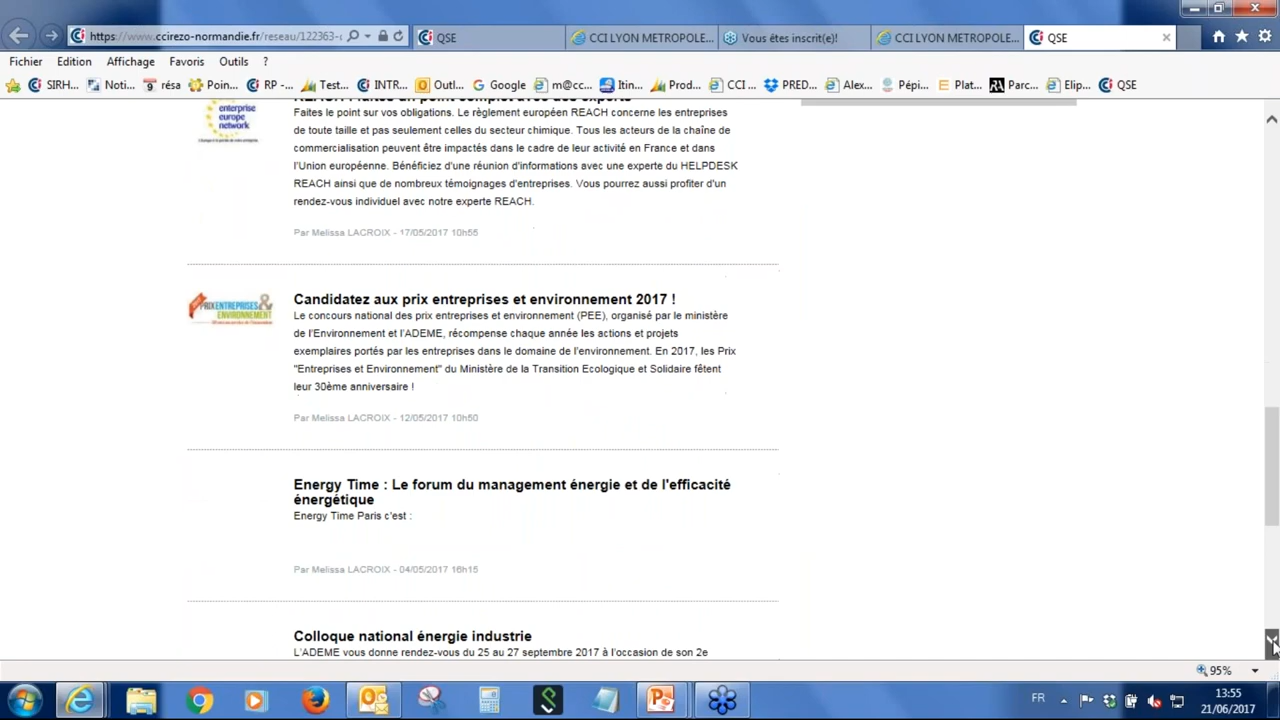 https://www.ccirezo-normandie.fr/reseau/122363-
QSE
CCI LYON METROPOLE...
Vous êtes inscrit(e)!
CCI LYON METROPOLE...
QSE
Fichier Edition Affichage Favoris Outils ?
SIRH... Noti... résa Poin... RP -... Test... INTR... Outl... Google m@cc... Itin... Prod... CCI ... PRED... Alex... Pépi... Plat... Parc... Elip... QSE
enterprise
europe
network
Faites le point sur vos obligations. Le règlement européen REACH concerne les entreprises
de toute taille et pas seulement celles du secteur chimique. Tous les acteurs de la chaîne de
commercialisation peuvent être impactés dans le cadre de leur activité en France et dans
l'Union européenne. Bénéficiez d'une réunion d'informations avec une experte du HELPDESK
REACH ainsi que de nombreux témoignages d'entreprises. Vous pourrez aussi profiter d'un
rendez-vous individuel avec notre experte REACH.
Par Melissa LACROIX - 17/05/2017 10h55
PRIX ENTREPRISES &
ENVIRONNEMENT
Candidatez aux prix entreprises et environnement 2017 !
Le concours national des prix entreprises et environnement (PEE), organisé par le ministère
de l'Environnement et l'ADEME, récompense chaque année les actions et projets
exemplaires portés par les entreprises dans le domaine de l'environnement. En 2017, les Prix
"Entreprises et Environnement" du Ministère de la Transition Ecologique et Solidaire fêtent
leur 30ème anniversaire !
Par Melissa LACROIX - 12/05/2017 10h50
Energy Time : Le forum du management énergie et de l'efficacité
énergétique
Energy Time Paris c'est :
Par Melissa LACROIX - 04/05/2017 16h15
Colloque national énergie industrie
L'ADEME vous donne rendez-vous du 25 au 27 septembre 2017 à l'occasion de son 2e
95%
FR
13:55
21/06/2017